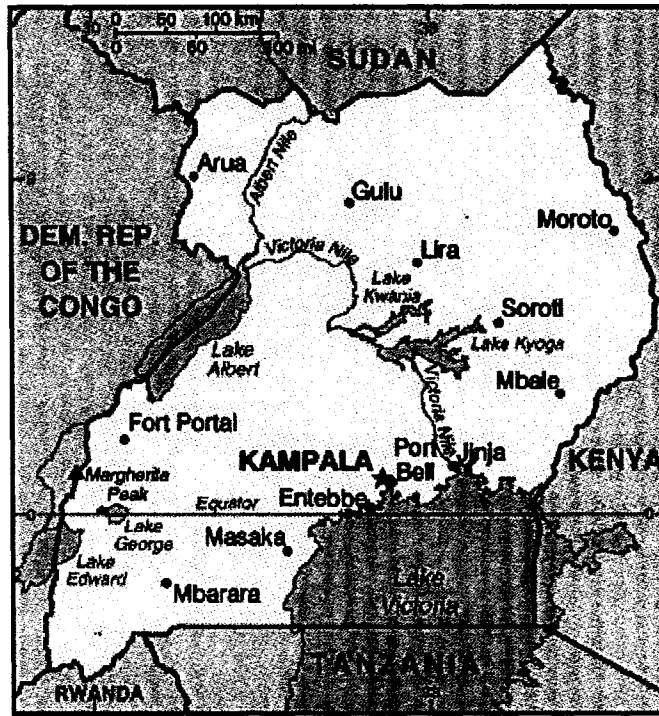 0 50 100 km
0 50 100 mi
SUDAN
Arua
Albert Nile
Gulu
Moroto
DEM. REP.
OF THE
CONGO
Victoria Nile
Lira
Lake
Kwania
Soroti
Lake Kyoga
Lake
Albert
Mbale
Victoria Nile
Fort Portal
KAMPALA
Port
Bell
Jinja
KENYA
Margherita
Peak
Equator
Entebbe
0
0
Lake
George
Masaka
Lake
Edward
Mbarara
Lake
Victoria
TANZANIA
RWANDA